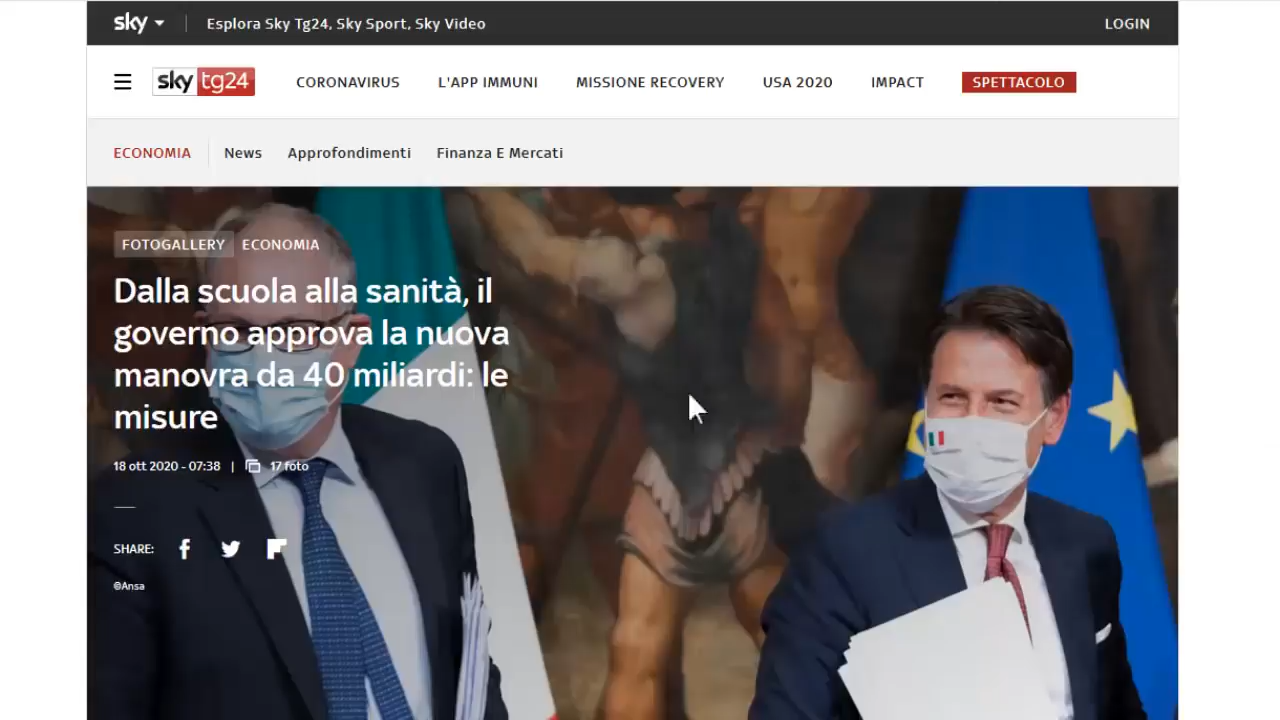 sky
Esplora Sky Tg24, Sky Sport, Sky Video
LOGIN
sky tg24
CORONAVIRUS
L'APP IMMUNI
MISSIONE RECOVERY
USA 2020
IMPACT
SPETTACOLO
ECONOMIA
News
Approfondimenti
Finanza E Mercati
FOTOGALLERY ECONOMIA
Dalla scuola alla sanità, il
governo approva la nuova
manovra da 40 miliardi: le
misure
18 ott 2020 - 07:38 | 17 foto
SHARE:
©Ansa